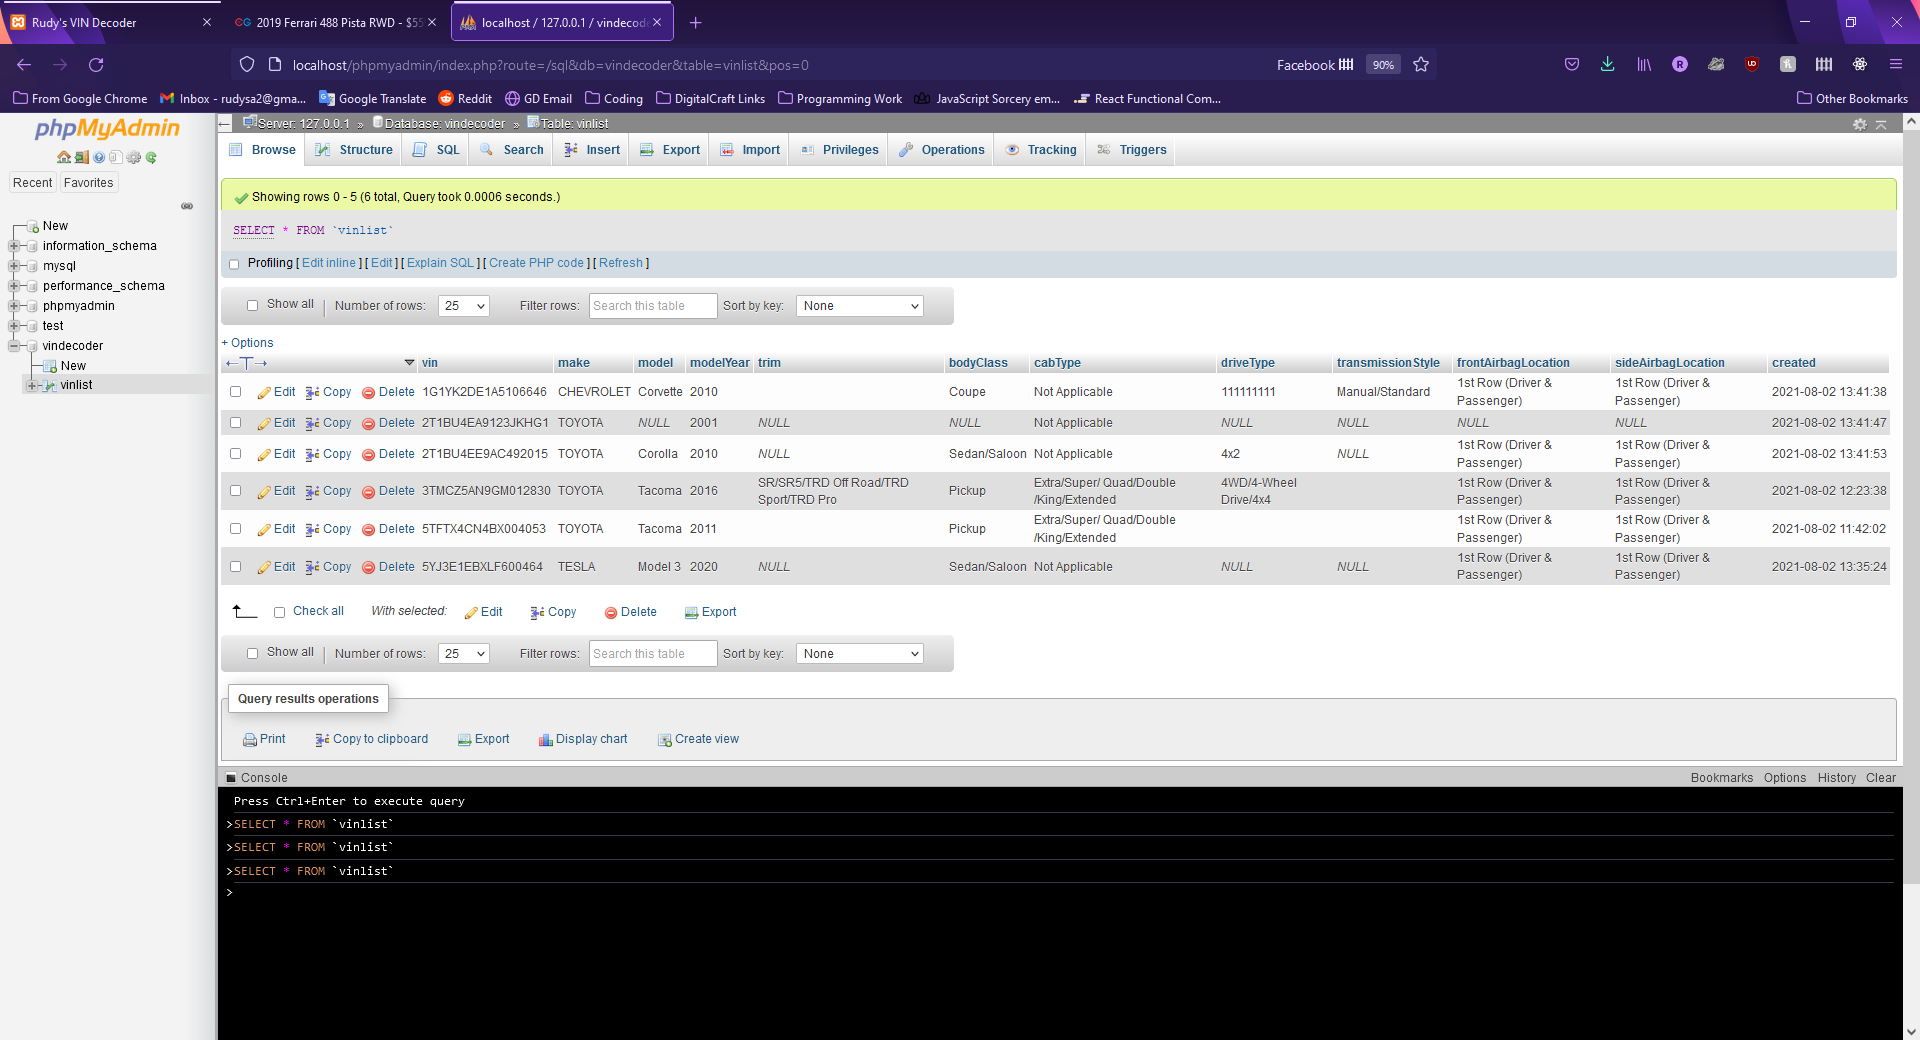 Rudy's VIN Decoder
2019 Ferrari 488 Pista RWD - $55
localhost / 127.0.0.1 / vindecod
localhost/phpmyadmin/index.php?route=/sql&db=vindecoder&table=vinlist&pos=0
Facebook
90%
From Google Chrome
Inbox - rudysa2@gma...
Google Translate
Reddit
GD Email
Coding
DigitalCraft Links
Programming Work
JavaScript Sorcery em...
React Functional Com...
Other Bookmarks
phpMyAdmin
Recent
Favorites
New
information_schema
mysql
performance_schema
phpmyadmin
test
vindecoder
New
vinlist
Server: 127.0.0.1 » Database: vindecoder » Table: vinlist
Browse Structure SQL Search Insert Export Import Privileges Operations Tracking Triggers
Showing rows 0 - 5 (6 total, Query took 0.0006 seconds.)
SELECT * FROM `vinlist`
Profiling [ Edit inline ] [ Edit ] [ Explain SQL ] [ Create PHP code ] [ Refresh ]
Show all Number of rows: 25 Filter rows: Search this table Sort by key: None
+ Options
vin make model modelYear trim bodyClass cabType driveType transmissionStyle frontAirbagLocation sideAirbagLocation created
Edit Copy Delete 1G1YK2DE1A5106646 CHEVROLET Corvette 2010 Coupe Not Applicable 111111111 Manual/Standard 1st Row (Driver & Passenger) 1st Row (Driver & Passenger) 2021-08-02 13:41:38
Edit Copy Delete 2T1BU4EA9123JKHG1 TOYOTA NULL 2001 NULL NULL Not Applicable NULL NULL NULL NULL 2021-08-02 13:41:47
Edit Copy Delete 2T1BU4EE9AC492015 TOYOTA Corolla 2010 NULL Sedan/Saloon Not Applicable 4x2 NULL 1st Row (Driver & Passenger) 1st Row (Driver & Passenger) 2021-08-02 13:41:53
Edit Copy Delete 3TMCZ5AN9GM012830 TOYOTA Tacoma 2016 SR/SR5/TRD Off Road/TRD Sport/TRD Pro Pickup Extra/Super/ Quad/Double /King/Extended 4WD/4-Wheel Drive/4x4 1st Row (Driver & Passenger) 1st Row (Driver & Passenger) 2021-08-02 12:23:38
Edit Copy Delete 5TFTX4CN4BX004053 TOYOTA Tacoma 2011 Pickup Extra/Super/ Quad/Double /King/Extended 1st Row (Driver & Passenger) 1st Row (Driver & Passenger) 2021-08-02 11:42:02
Edit Copy Delete 5YJ3E1EBXLF600464 TESLA Model 3 2020 NULL Sedan/Saloon Not Applicable NULL NULL 1st Row (Driver & Passenger) 1st Row (Driver & Passenger) 2021-08-02 13:35:24
Check all With selected: Edit Copy Delete Export
Show all Number of rows: 25 Filter rows: Search this table Sort by key: None
Query results operations
Print Copy to clipboard Export Display chart Create view
Console
Bookmarks Options History Clear
Press Ctrl+Enter to execute query
>SELECT * FROM `vinlist`
>SELECT * FROM `vinlist`
>SELECT * FROM `vinlist`
>